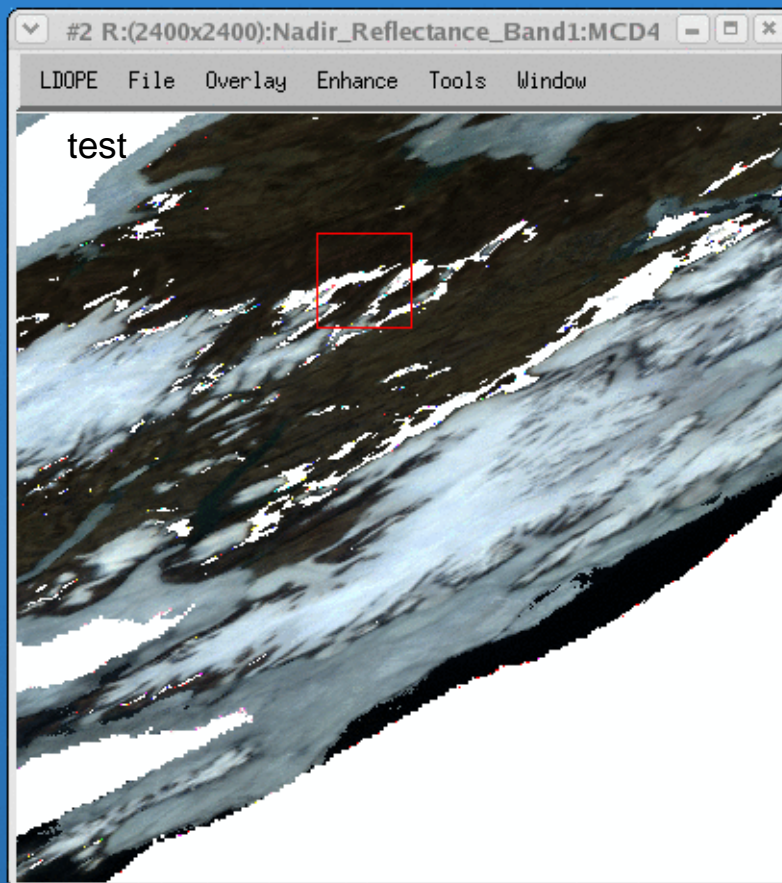 #2 R:(2400x2400):Nadir_Reflectance_Band1:MCD4
LDOPE File Overlay Enhance Tools Window
test